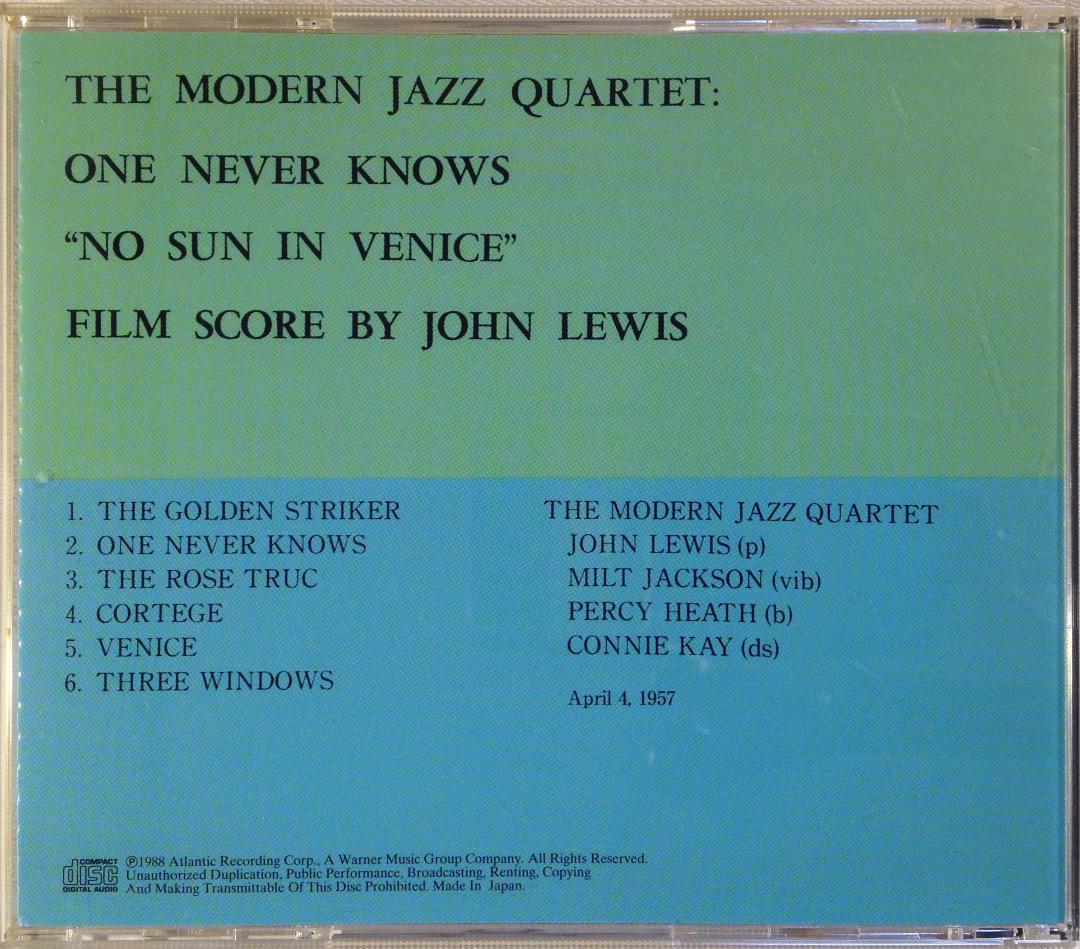 THE MODERN JAZZ QUARTET:
ONE NEVER KNOWS
“NO SUN IN VENICE”
FILM SCORE BY JOHN LEWIS
1. THE GOLDEN STRIKER
2. ONE NEVER KNOWS
3. THE ROSE TRUC
4. CORTEGE
5. VENICE
6. THREE WINDOWS
THE MODERN JAZZ QUARTET
JOHN LEWIS (p)
MILT JACKSON (vib)
PERCY HEATH (b)
CONNIE KAY (ds)
April 4, 1957
COMPACT
disc
DIGITAL AUDIO
℗1988 Atlantic Recording Corp., A Warner Music Group Company. All Rights Reserved.
Unauthorized Duplication, Public Performance, Broadcasting, Renting, Copying
And Making Transmittable Of This Disc Prohibited. Made In Japan.